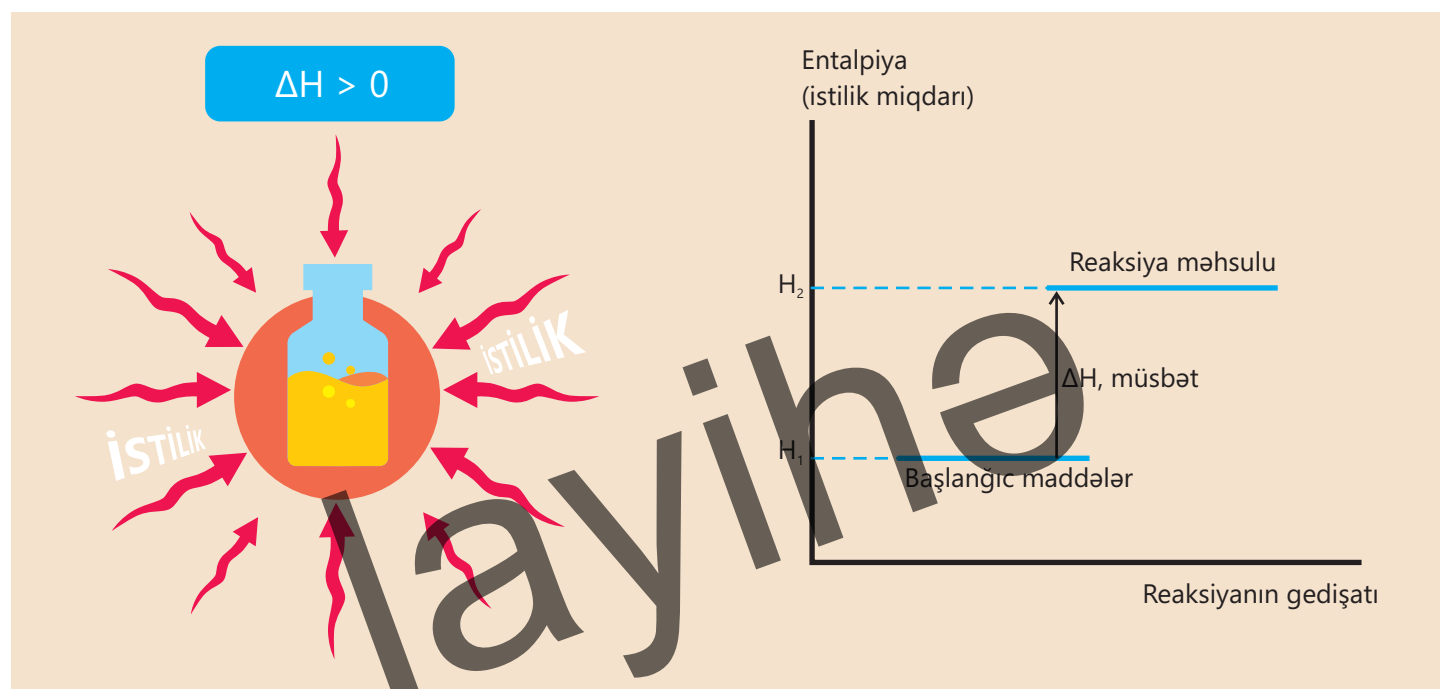 ΔH > 0
İSTİLİK
İSTİLİK
Entalpiya
(istilik miqdarı)
H₂
Reaksiya məhsulu
ΔH, müsbət
H₁
Başlanğıc maddələr
Reaksiyanın gedişatı
layihə